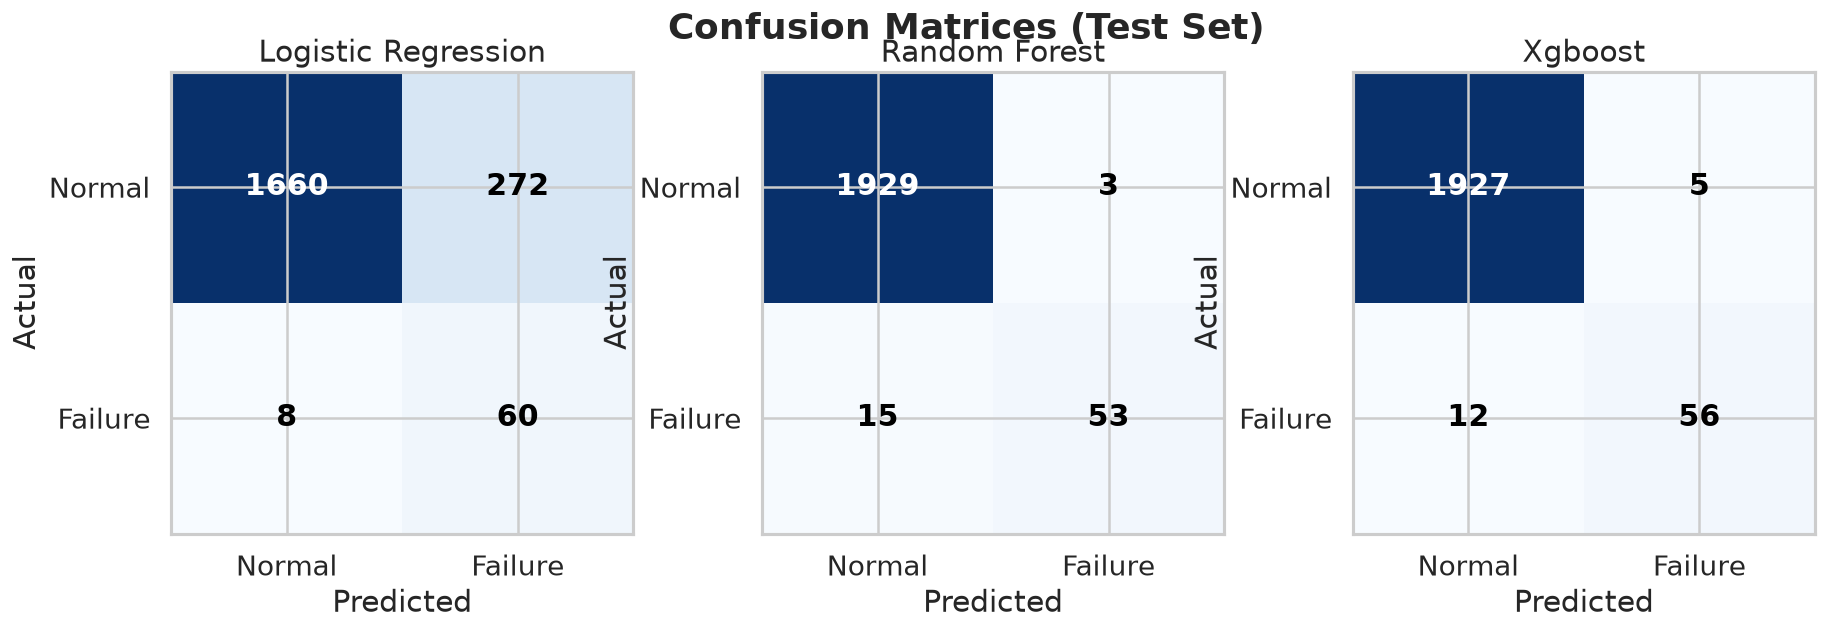 Confusion Matrices (Test Set)
Logistic Regression
Actual
Normal
1660
272
Failure
8
60
Normal
Failure
Predicted
Random Forest
Actual
Normal
1929
3
Failure
15
53
Normal
Failure
Predicted
Xgboost
Actual
Normal
1927
5
Failure
12
56
Normal
Failure
Predicted